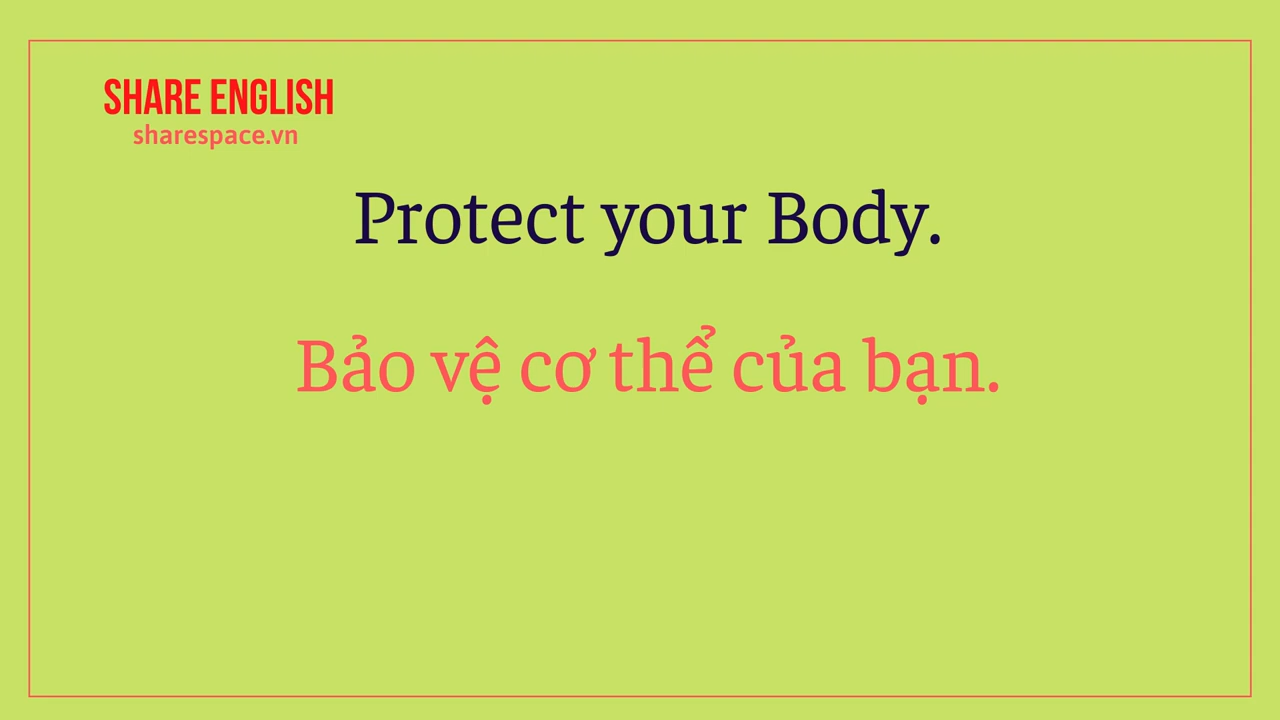 SHARE ENGLISH
sharespace.vn
Protect your Body.
Bảo vệ cơ thể của bạn.